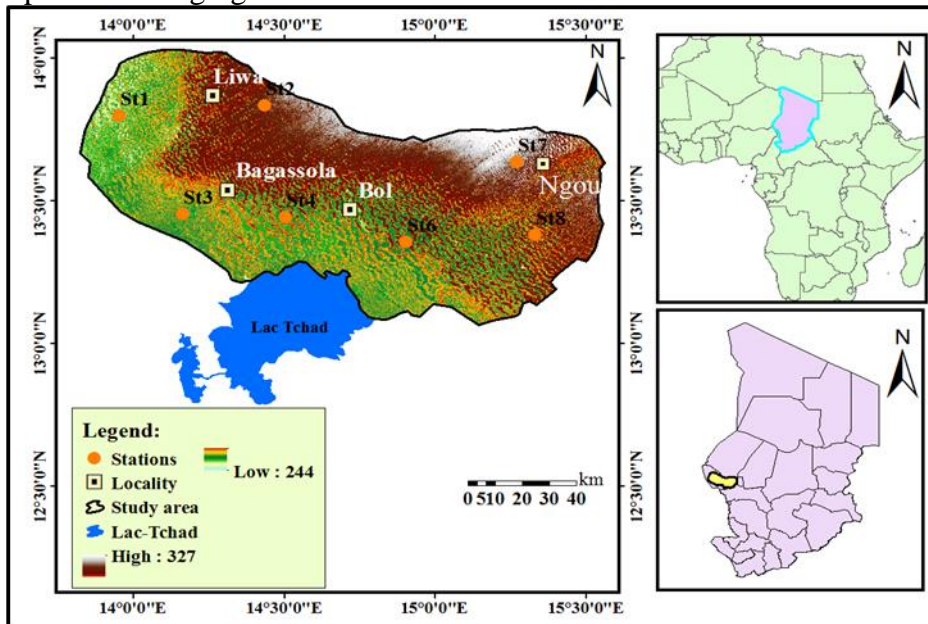 14°0'0"E 14°30'0"E 15°0'0"E 15°30'0"E
14°0'0"N
13°30'0"N
13°0'0"N
12°30'0"N
N
Liwa
St1
St2
St7
Bagassola
Ngou
St3
St4
Bol
St6
St8
Lac Tchad
Legend:
Stations
Locality
Study area
Lac-Tchad
High : 327
Low : 244
km
0 510 20 30 40
14°0'0"N
13°30'0"N
13°0'0"N
12°30'0"N
14°0'0"E 14°30'0"E 15°0'0"E 15°30'0"E
N
N